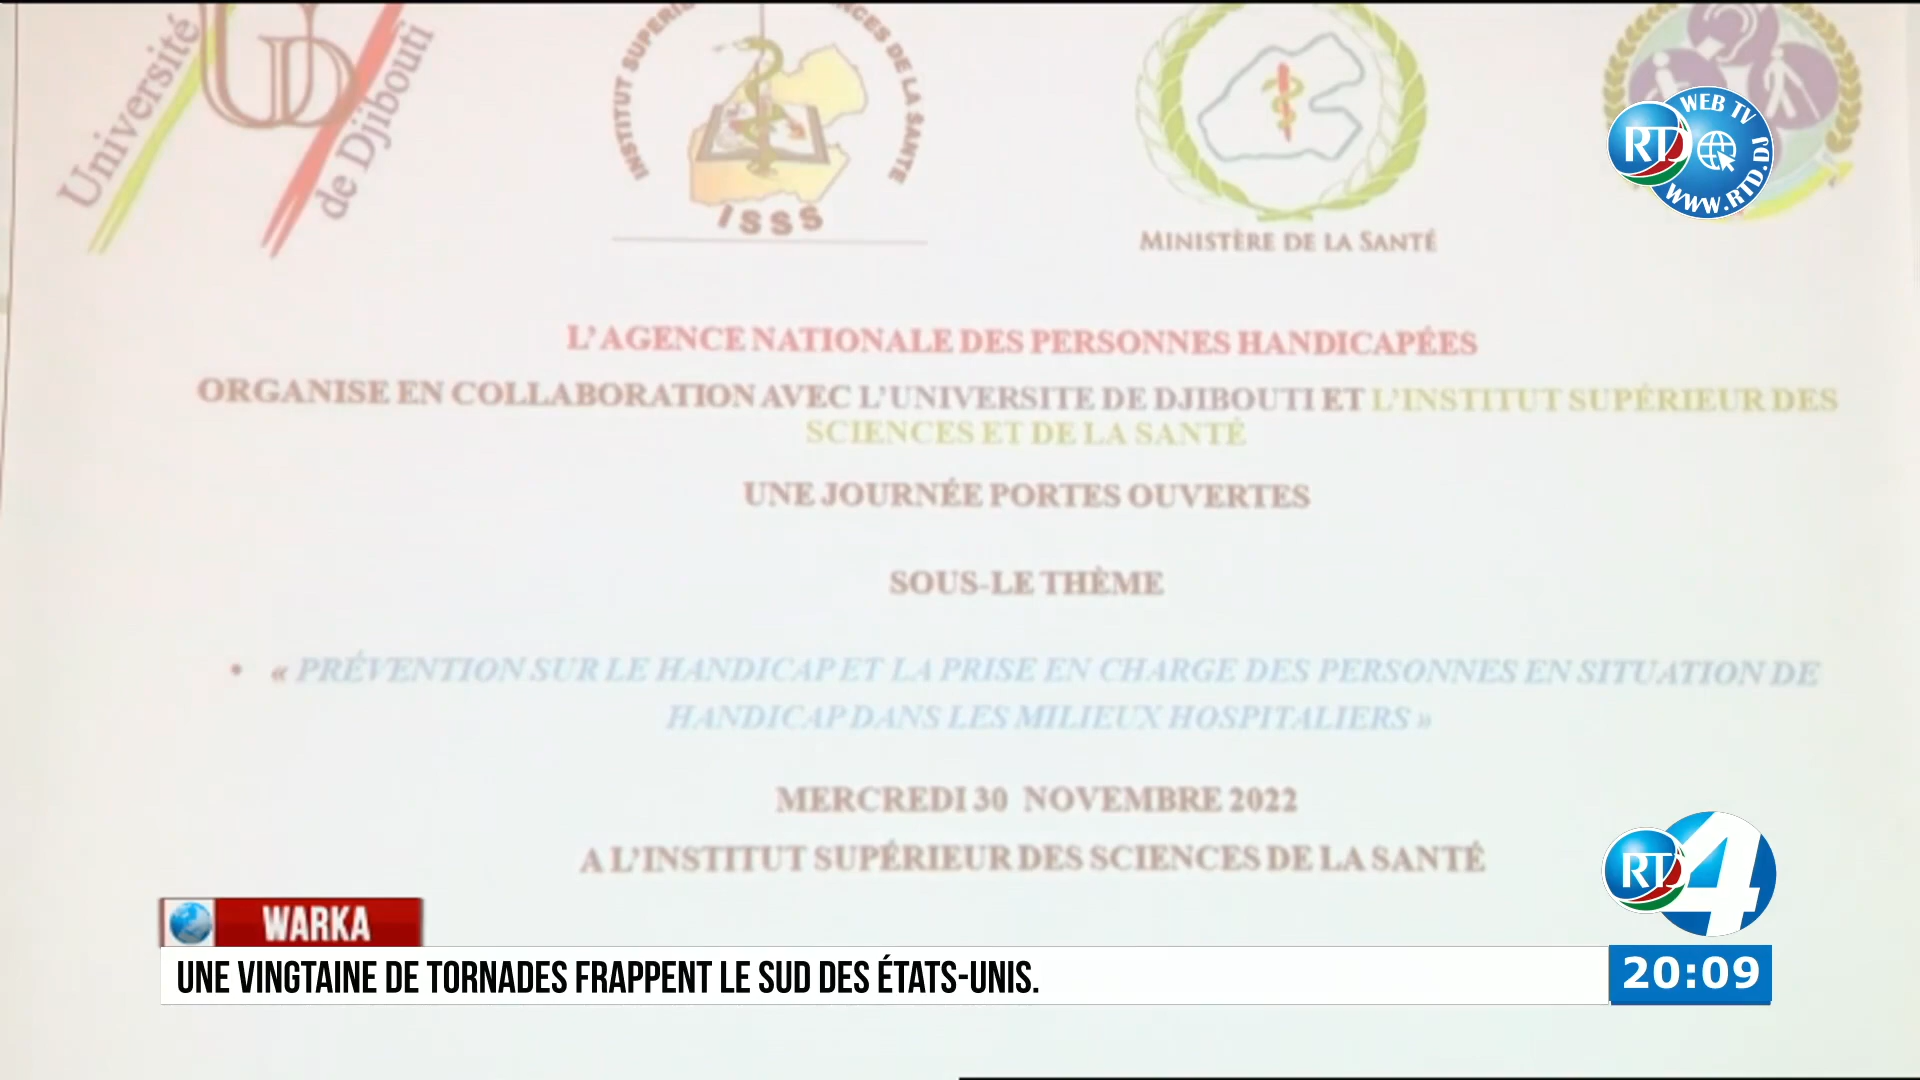 Université
UD
de Djibouti
INSTITUT SUPERIE
NCES DE LA SANTE
ISSS
MINISTÈRE DE LA SANTÉ
WEB TV
RTD
WWW.RTD.DJ
L'AGENCE NATIONALE DES PERSONNES HANDICAPÉES
ORGANISE EN COLLABORATION AVEC L'UNIVERSITE DE DJIBOUTI ET L'INSTITUT SUPÉRIEUR DES
SCIENCES ET DE LA SANTÉ
UNE JOURNÉE PORTES OUVERTES
SOUS-LE THÈME
• « PRÉVENTION SUR LE HANDICAP ET LA PRISE EN CHARGE DES PERSONNES EN SITUATION DE
HANDICAP DANS LES MILIEUX HOSPITALIERS »
MERCREDI 30 NOVEMBRE 2022
A L'INSTITUT SUPÉRIEUR DES SCIENCES DE LA SANTÉ
RTD 4
WARKA
UNE VINGTAINE DE TORNADES FRAPPENT LE SUD DES ÉTATS-UNIS.
20:09